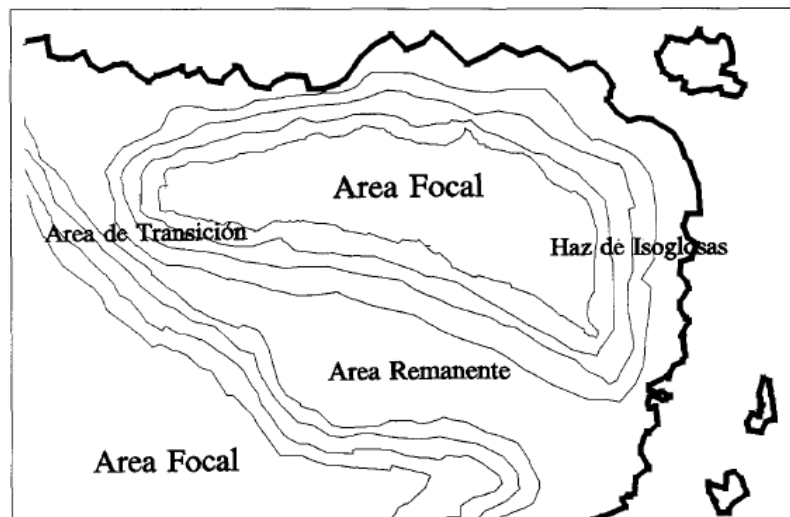 Area Focal
Area de Transición
Haz de Isoglosas
Area Remanente
Area Focal